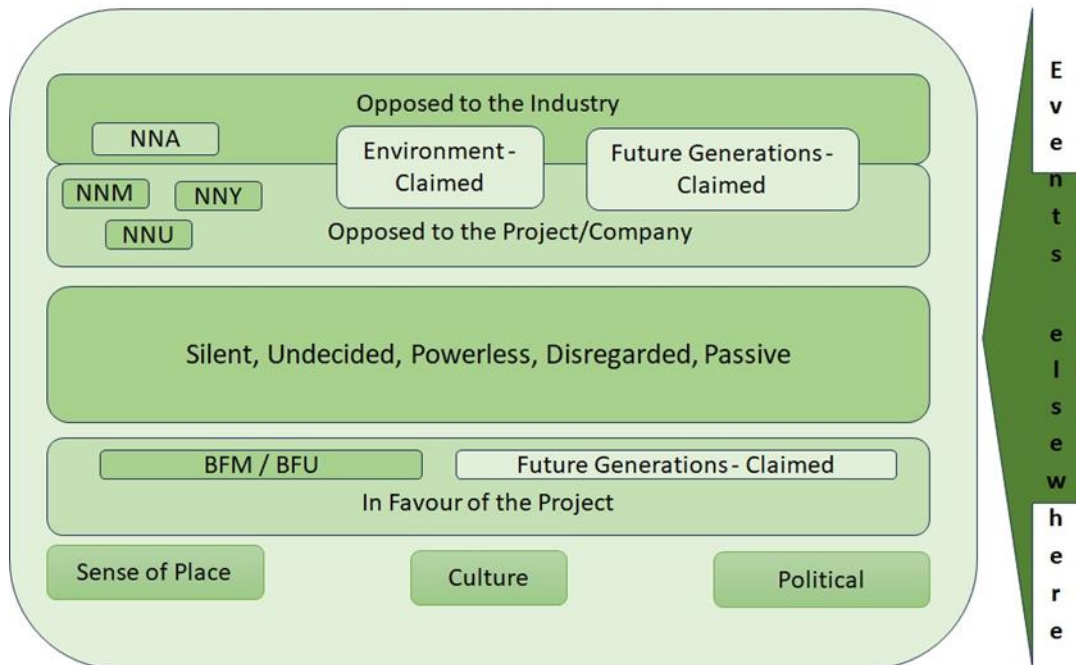 Opposed to the Industry
NNA
Environment -
Claimed
Future Generations -
Claimed
NNM
NNY
NNU
Opposed to the Project/Company
Silent, Undecided, Powerless, Disregarded, Passive
BFM / BFU
Future Generations - Claimed
In Favour of the Project
Sense of Place
Culture
Political
Events elsewhere